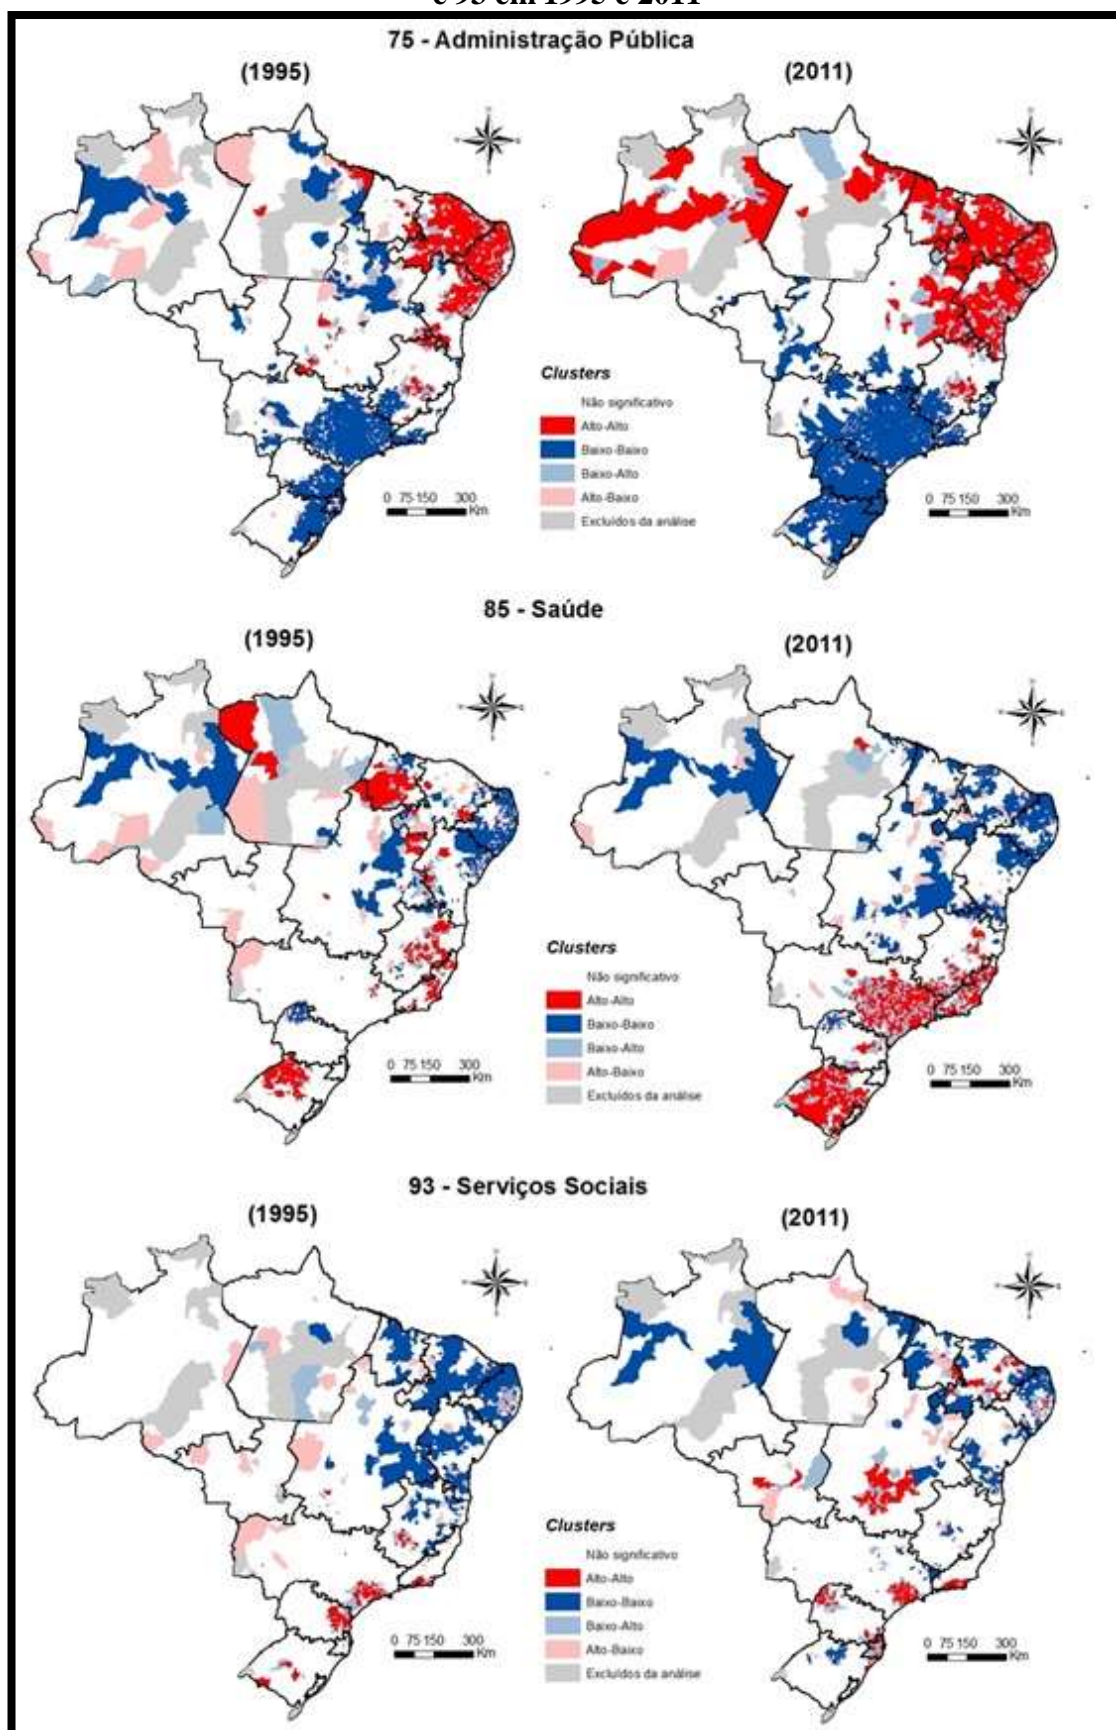 e 93 em 1995 e 2011
75 - Administração Pública
(1995)
(2011)
Clusters
Não significativo
Alto-Alto
Baixo-Baixo
Baixo-Alto
Alto-Baixo
Excluídos da análise
0 75 150 300
Km
0 75 150 300
Km
85 - Saúde
(1995)
(2011)
Clusters
Não significativo
Alto-Alto
Baixo-Baixo
Baixo-Alto
Alto-Baixo
Excluídos da análise
0 75 150 300
Km
0 75 150 300
Km
93 - Serviços Sociais
(1995)
(2011)
Clusters
Não significativo
Alto-Alto
Baixo-Baixo
Baixo-Alto
Alto-Baixo
Excluídos da análise
0 75 150 300
Km
0 75 150 300
Km